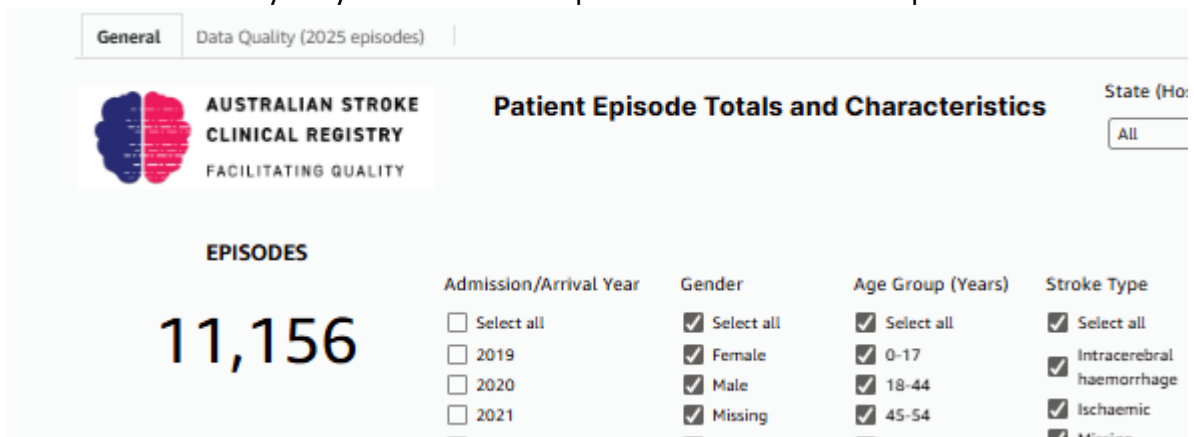 General Data Quality (2025 episodes)
AUSTRALIAN STROKE
CLINICAL REGISTRY
FACILITATING QUALITY
Patient Episode Totals and Characteristics
All
EPISODES
11,156
Admission/Arrival Year
Select all
2019
2020
2021
Gender
Select all
Female
Male
Missing
Age Group (Years)
Select all
0-17
18-44
45-54
Stroke Type
Select all
Intracerebral
haemorrhage
Ischaemic